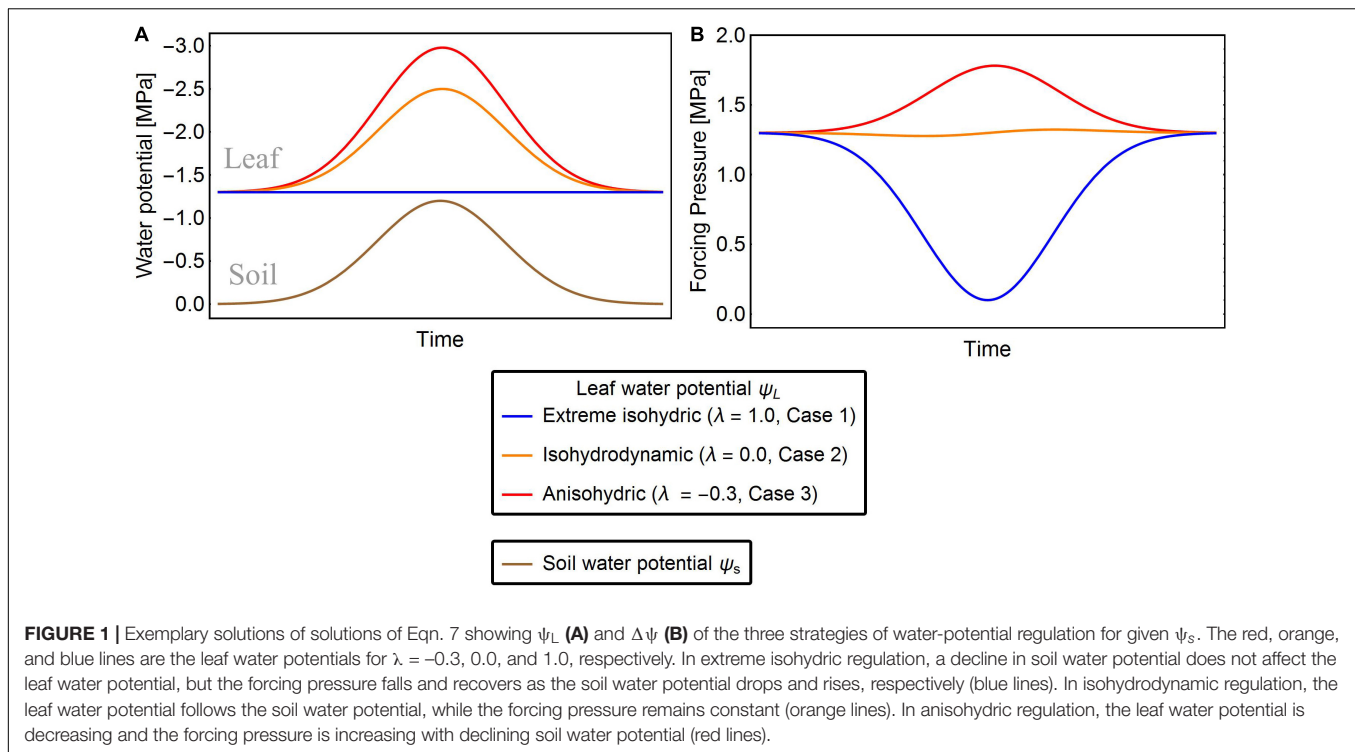 A
Water potential [MPa]
−3.0
−2.5
−2.0
−1.5
−1.0
−0.5
0.0
Leaf
Soil
Time
B
Forcing Pressure [MPa]
2.0
1.5
1.0
0.5
0.0
Time
Leaf water potential ψL
Extreme isohydric (λ = 1.0, Case 1)
Isohydrodynamic (λ = 0.0, Case 2)
Anisohydric (λ = −0.3, Case 3)
Soil water potential ψs
FIGURE 1 | Exemplary solutions of solutions of Eqn. 7 showing ψL (A) and Δψ (B) of the three strategies of water-potential regulation for given ψs. The red, orange,
and blue lines are the leaf water potentials for λ = –0.3, 0.0, and 1.0, respectively. In extreme isohydric regulation, a decline in soil water potential does not affect the
leaf water potential, but the forcing pressure falls and recovers as the soil water potential drops and rises, respectively (blue lines). In isohydrodynamic regulation, the
leaf water potential follows the soil water potential, while the forcing pressure remains constant (orange lines). In anisohydric regulation, the leaf water potential is
decreasing and the forcing pressure is increasing with declining soil water potential (red lines).